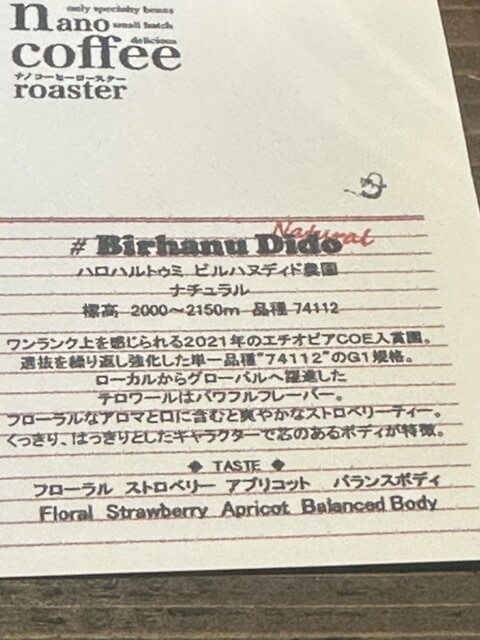 only specialty beans
nano small batch
delicious
coffee
ナノコーヒーロースター
roaster
Natural
# Birhanu Dido
ハロハルトゥミ ビルハヌディド農園
ナチュラル
標高 2000〜2150m 品種 74112
ワンランク上を感じられる2021年のエチオピアCOE入賞園。
選抜を繰り返し強化した単一品種"74112"のG1規格。
ローカルからグローバルへ躍進した
テロワールはパワフルフレーバー。
フローラルなアロマと口に含むと爽やかなストロベリーティー。
くっきり、はっきりとしたキャラクターで芯のあるボディが特徴。
◆ TASTE ◆
フローラル ストロベリー アプリコット バランスボディ
Floral Strawberry Apricot Balanced Body